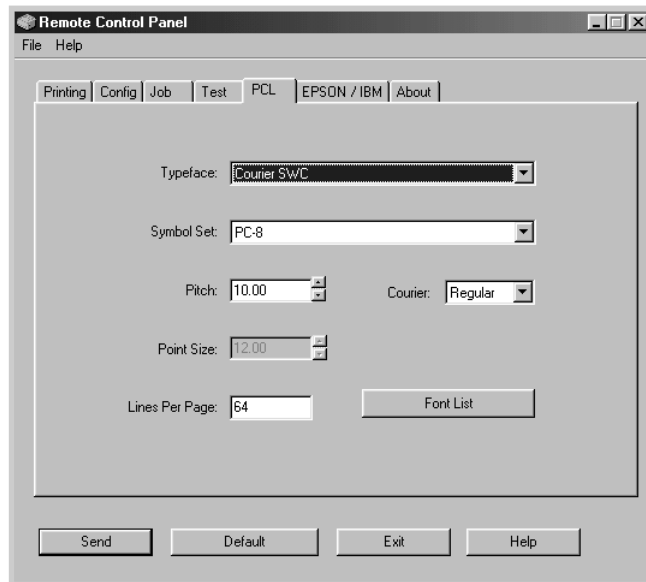 Remote Control Panel
File Help
Printing Config Job Test PCL EPSON / IBM About
Typeface: Courier SWC
Symbol Set: PC-8
Pitch: 10.00 Courier: Regular
Point Size: 12.00
Lines Per Page: 64 Font List
Send Default Exit Help